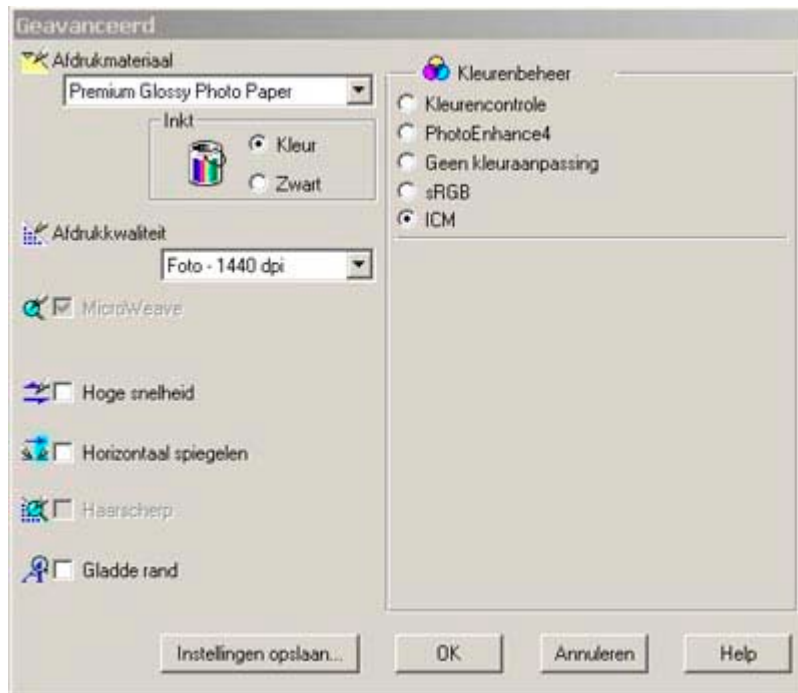 Geavanceerd
Afdrukmateriaal
Premium Glossy Photo Paper
Inkt
Kleur
Zwart
Afdrukkwaliteit
Foto - 1440 dpi
MicroWeave
Hoge snelheid
Horizontaal spiegelen
Haarscherp
Gladde rand
Kleurenbeheer
Kleurencontrole
PhotoEnhance4
Geen kleuraanpassing
sRGB
ICM
Instellingen opslaan...
OK
Annuleren
Help